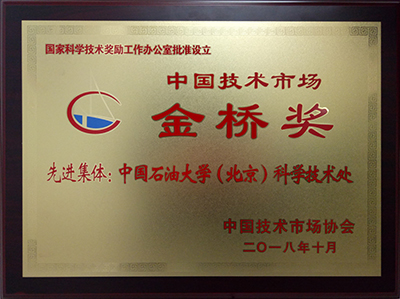 国家科学技术奖励工作办公室批准设立
中国技术市场
金桥奖
先进集体：中国石油大学（北京）科学技术处
中国技术市场协会
二〇一八年十月